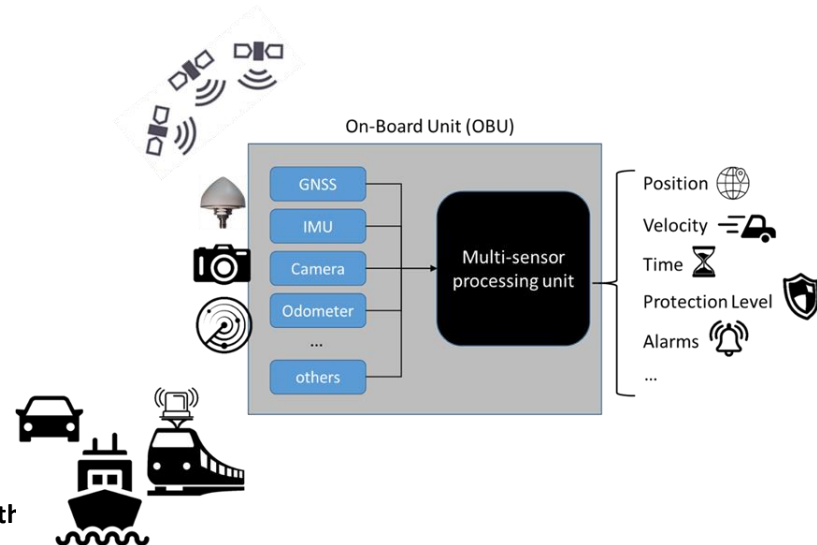 On-Board Unit (OBU)
GNSS
IMU
Camera
Odometer
...
others
Multi-sensor
processing unit
Position
Velocity
Time
Protection Level
Alarms
...